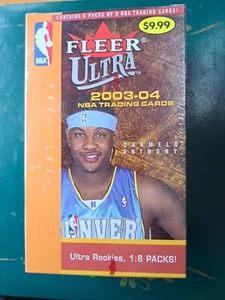 CONTAINS 6 PACKS OF 8 NBA TRADING CARDS!
$9.99
NBA
FLEER
ULTRA
2003-04
NBA TRADING CARDS
CARMELO
ANTHONY
DENVER
Ultra Rookies, 1:6 PACKS!